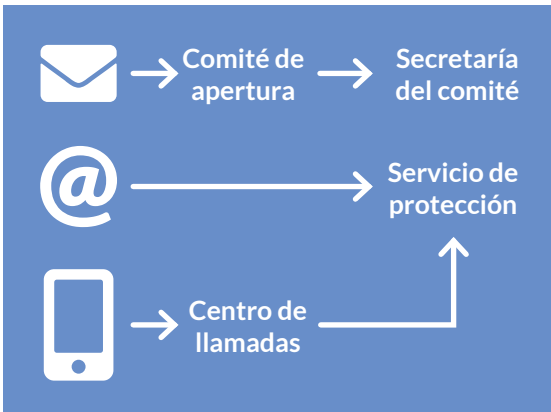 Comité de
apertura
Secretaría
del comité
@
Servicio de
protección
Centro de
llamadas